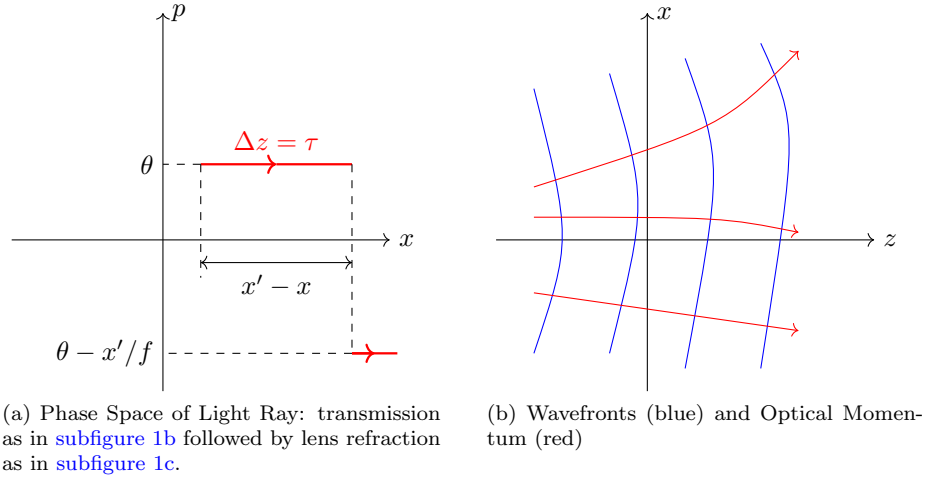 p
Δz = τ
θ
x
x′ − x
θ − x′/f
(a) Phase Space of Light Ray: transmission
as in subfigure 1b followed by lens refraction
as in subfigure 1c.
x
z
(b) Wavefronts (blue) and Optical Momen-
tum (red)